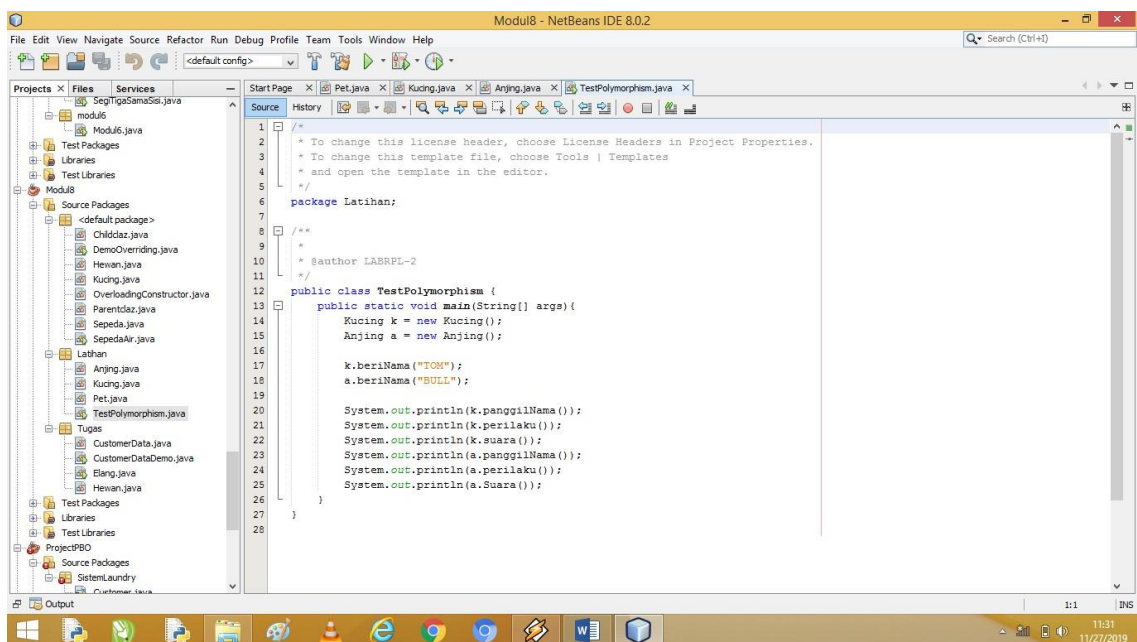 Modul8 - NetBeans IDE 8.0.2
File Edit View Navigate Source Refactor Run Debug Profile Team Tools Window Help
Search (Ctrl+I)
<default config>
Projects Files Services
Start Page Pet.java Kucing.java Anjing.java TestPolymorphism.java
Source History
SegiTigaSamaSisi.java
modul6
Modul6.java
Test Packages
Libraries
Test Libraries
Modul8
Source Packages
<default package>
Childclaz.java
DemoOverriding.java
Hewan.java
Kucing.java
OverloadingConstructor.java
Parentclaz.java
Sepeda.java
SepedaAir.java
Latihan
Anjing.java
Kucing.java
Pet.java
TestPolymorphism.java
Tugas
CustomerData.java
CustomerDataDemo.java
Elang.java
Hewan.java
Test Packages
Libraries
Test Libraries
ProjectPBO
Source Packages
SistemLaundry
Customer.java
1 /*
2 * To change this license header, choose License Headers in Project Properties.
3 * To change this template file, choose Tools | Templates
4 * and open the template in the editor.
5 */
6 package Latihan;
7
8 /**
9 *
10 * @author LABRPL-2
11 */
12 public class TestPolymorphism {
13 public static void main(String[] args){
14 Kucing k = new Kucing();
15 Anjing a = new Anjing();
16
17 k.beriNama("TOM");
18 a.beriNama("BULL");
19
20 System.out.println(k.panggilNama());
21 System.out.println(k.perilaku());
22 System.out.println(k.suara());
23 System.out.println(a.panggilNama());
24 System.out.println(a.perilaku());
25 System.out.println(a.Suara());
26 }
27 }
28
Output
1:1 INS
11:31
11/27/2019